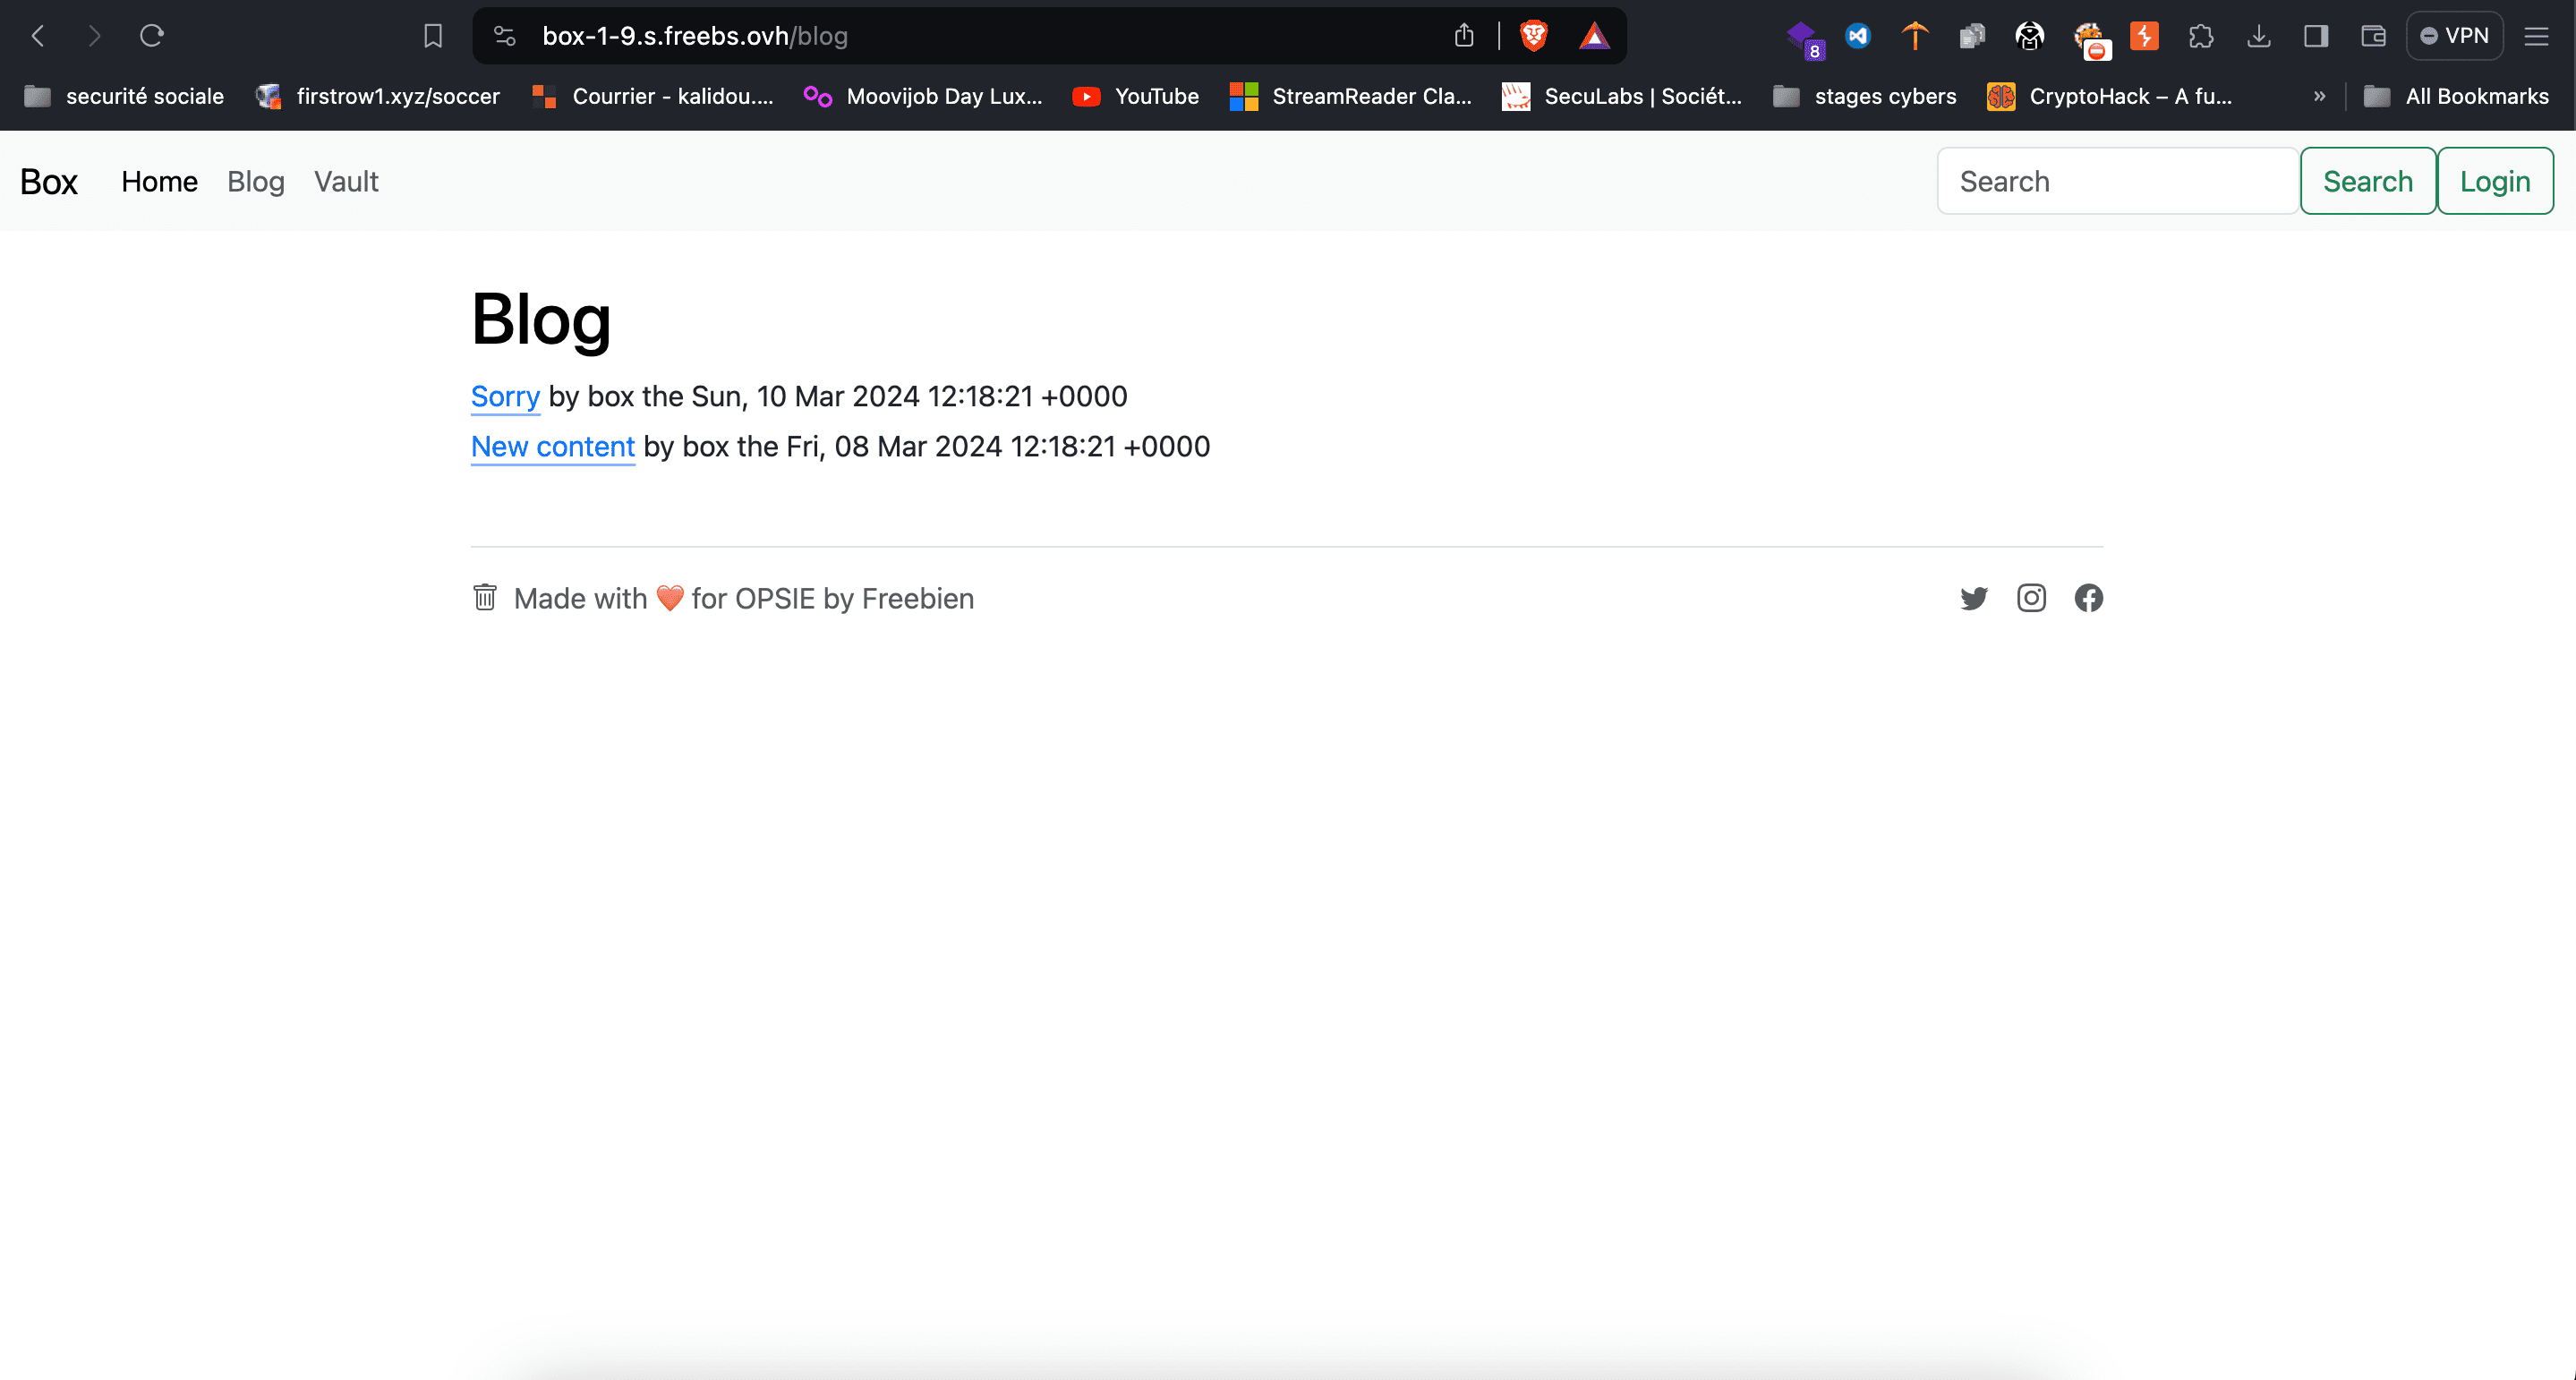 box-1-9.s.freebs.ovh/blog
8
VPN
securité sociale
firstrow1.xyz/soccer
Courrier - kalidou....
Moovijob Day Lux...
YouTube
StreamReader Cla...
SecuLabs | Sociét...
stages cybers
CryptoHack – A fu...
»
All Bookmarks
Box
Home
Blog
Vault
Search
Search
Login
Blog
Sorry by box the Sun, 10 Mar 2024 12:18:21 +0000
New content by box the Fri, 08 Mar 2024 12:18:21 +0000
Made with ❤️ for OPSIE by Freebien